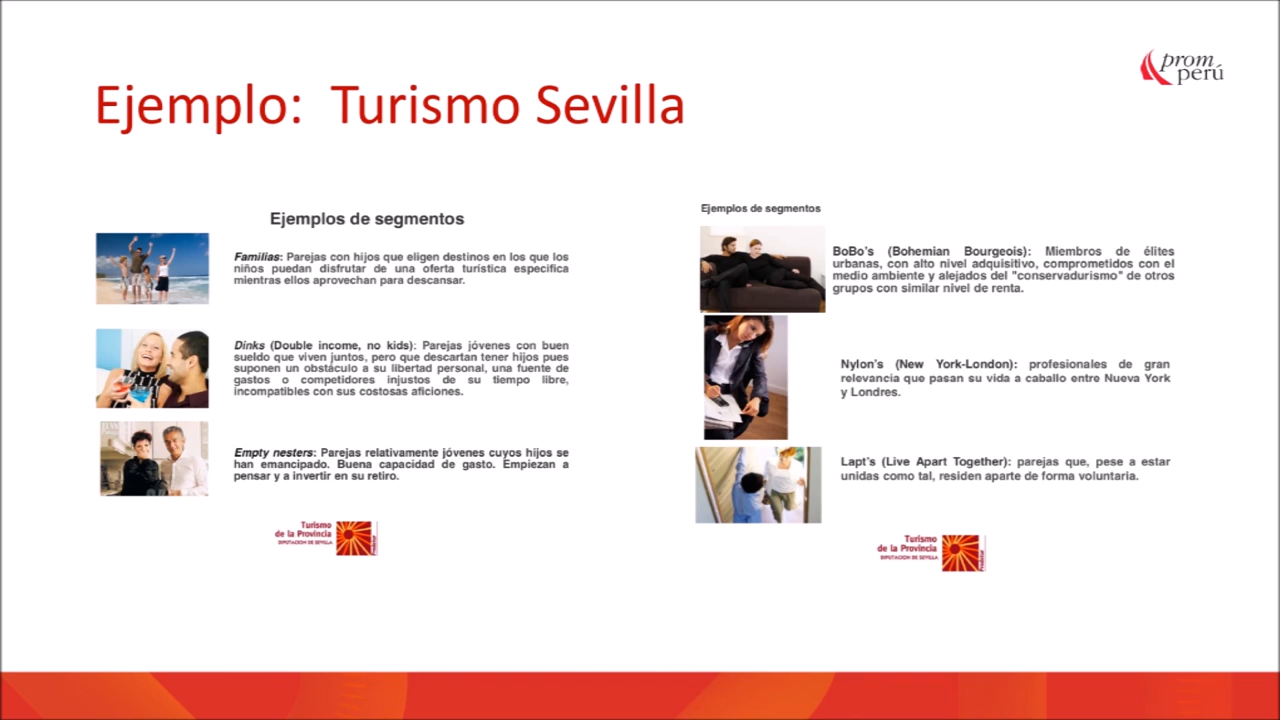 prom
perú
Ejemplo: Turismo Sevilla
Ejemplos de segmentos
Familias: Parejas con hijos que eligen destinos en los que los
niños puedan disfrutar de una oferta turística específica
mientras ellos aprovechan para descansar.
Dinks (Double income, no kids): Parejas jóvenes con buen
sueldo que viven juntos, pero que descartan tener hijos pues
suponen un obstáculo a su libertad personal, una fuente de
gastos o competidores injustos de su tiempo libre,
incompatibles con sus costosas aficiones.
Empty nesters: Parejas relativamente jóvenes cuyos hijos se
han emancipado. Buena capacidad de gasto. Empiezan a
pensar y a invertir en su retiro.
Turismo
de la Provincia
DIPUTACION DE SEVILLA
Prodetur
Ejemplos de segmentos
BoBo's (Bohemian Bourgeois): Miembros de élites
urbanas, con alto nivel adquisitivo, comprometidos con el
medio ambiente y alejados del "conservadurismo" de otros
grupos con similar nivel de renta.
Nylon's (New York-London): profesionales de gran
relevancia que pasan su vida a caballo entre Nueva York
y Londres.
Lapt's (Live Apart Together): parejas que, pese a estar
unidas como tal, residen aparte de forma voluntaria.
Turismo
de la Provincia
DIPUTACION DE SEVILLA
Prodetur